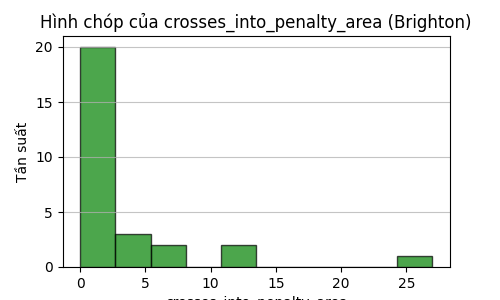 Hình chóp của crosses_into_penalty_area (Brighton)
20
15
10
5
0
Tần suất
0 5 10 15 20 25
crosses_into_penalty_area